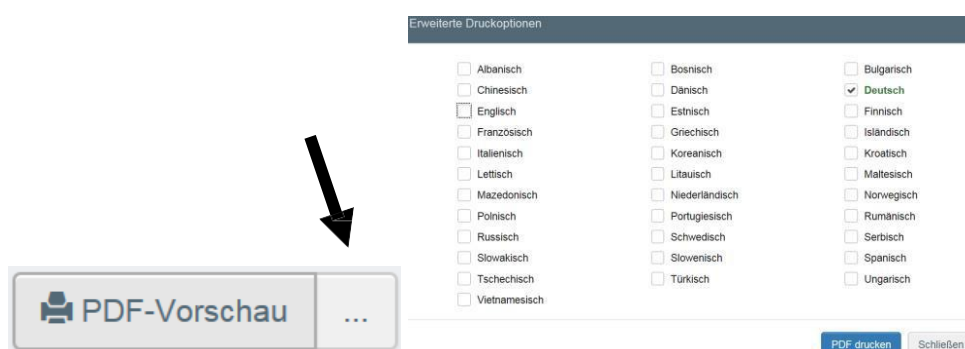 Erweiterte Druckoptionen
Albanisch Bosnisch Bulgarisch
Chinesisch Dänisch Deutsch
Englisch Estnisch Finnisch
Französisch Griechisch Isländisch
Italienisch Koreanisch Kroatisch
Lettisch Litauisch Maltesisch
Mazedonisch Niederländisch Norwegisch
Polnisch Portugiesisch Rumänisch
Russisch Schwedisch Serbisch
Slowakisch Slowenisch Spanisch
Tschechisch Türkisch Ungarisch
Vietnamesisch
PDF-Vorschau ...
PDF drucken Schließen